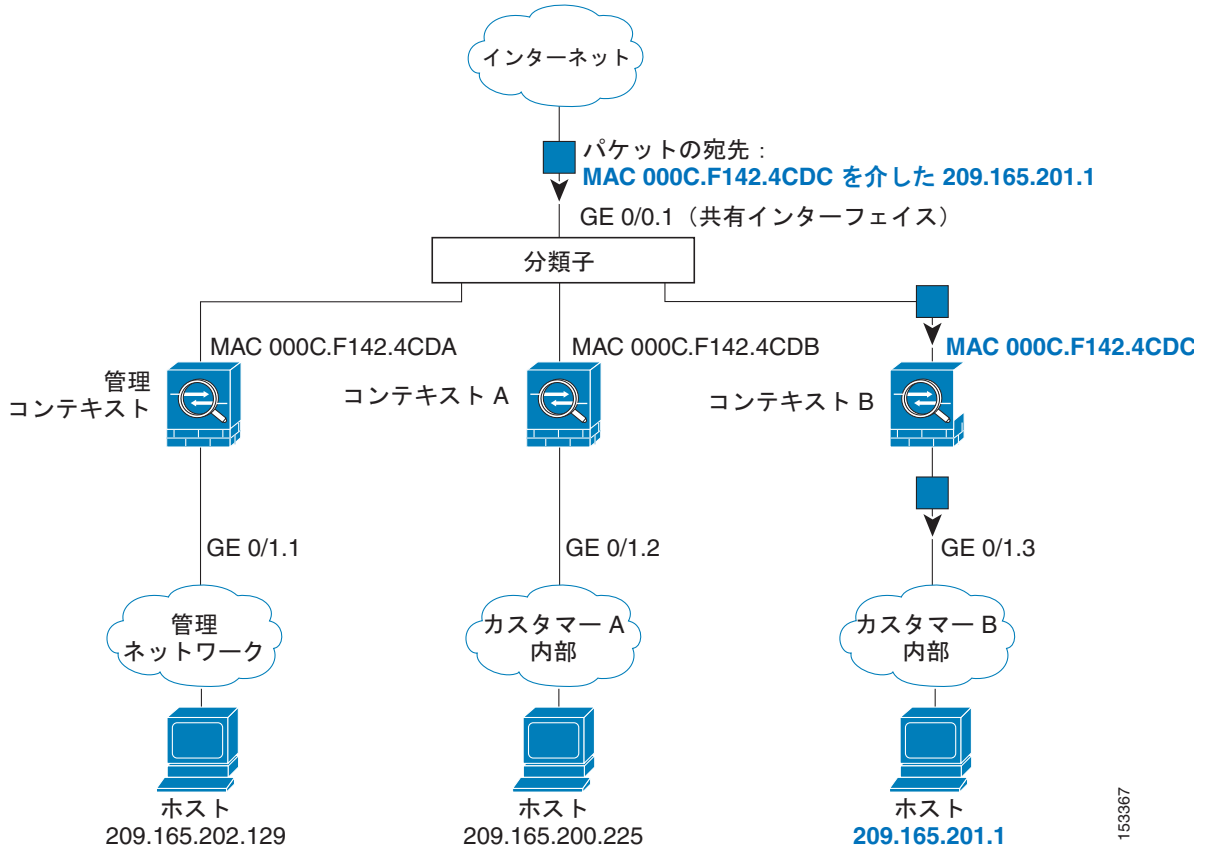 インターネット
パケットの宛先：
MAC 000C.F142.4CDC を介した 209.165.201.1
GE 0/0.1（共有インターフェイス）
分類子
MAC 000C.F142.4CDA
MAC 000C.F142.4CDB
MAC 000C.F142.4CDC
管理
コンテキスト
コンテキスト A
コンテキスト B
GE 0/1.1
GE 0/1.2
GE 0/1.3
管理
ネットワーク
カスタマー A
内部
カスタマー B
内部
ホスト
209.165.202.129
ホスト
209.165.200.225
ホスト
209.165.201.1
153367